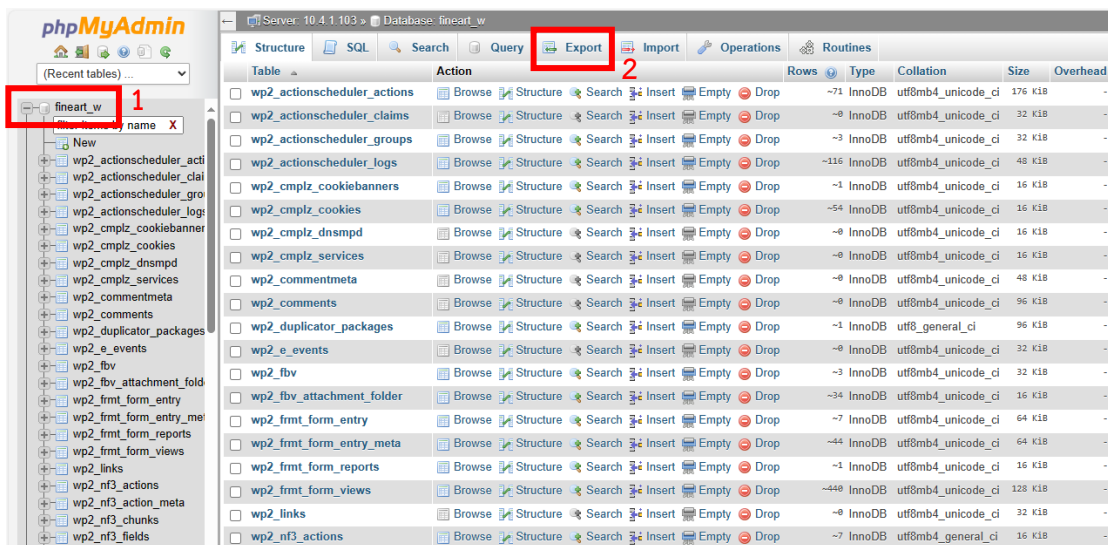 phpMyAdmin
(Recent tables) ...
1
fineart_w
filter items by name X
New
wp2_actionscheduler_acti
wp2_actionscheduler_clai
wp2_actionscheduler_gro
wp2_actionscheduler_logs
wp2_cmplz_cookiebanner
wp2_cmplz_cookies
wp2_cmplz_dnsmpd
wp2_cmplz_services
wp2_commentmeta
wp2_comments
wp2_duplicator_packages
wp2_e_events
wp2_fbv
wp2_fbv_attachment_fold
wp2_frmt_form_entry
wp2_frmt_form_entry_met
wp2_frmt_form_reports
wp2_frmt_form_views
wp2_links
wp2_nf3_actions
wp2_nf3_action_meta
wp2_nf3_chunks
wp2_nf3_fields
Server: 10.4.1.103 » Database: fineart_w
Structure SQL Search Query Export Import Operations Routines
2
Table Action Rows Type Collation Size Overhead
wp2_actionscheduler_actions Browse Structure Search Insert Empty Drop ~71 InnoDB utf8mb4_unicode_ci 176 KiB -
wp2_actionscheduler_claims Browse Structure Search Insert Empty Drop ~0 InnoDB utf8mb4_unicode_ci 32 KiB -
wp2_actionscheduler_groups Browse Structure Search Insert Empty Drop ~3 InnoDB utf8mb4_unicode_ci 32 KiB -
wp2_actionscheduler_logs Browse Structure Search Insert Empty Drop ~116 InnoDB utf8mb4_unicode_ci 48 KiB -
wp2_cmplz_cookiebanners Browse Structure Search Insert Empty Drop ~1 InnoDB utf8mb4_unicode_ci 16 KiB -
wp2_cmplz_cookies Browse Structure Search Insert Empty Drop ~54 InnoDB utf8mb4_unicode_ci 16 KiB -
wp2_cmplz_dnsmpd Browse Structure Search Insert Empty Drop ~0 InnoDB utf8mb4_unicode_ci 16 KiB -
wp2_cmplz_services Browse Structure Search Insert Empty Drop ~0 InnoDB utf8mb4_unicode_ci 16 KiB -
wp2_commentmeta Browse Structure Search Insert Empty Drop ~0 InnoDB utf8mb4_unicode_ci 48 KiB -
wp2_comments Browse Structure Search Insert Empty Drop ~0 InnoDB utf8mb4_unicode_ci 96 KiB -
wp2_duplicator_packages Browse Structure Search Insert Empty Drop ~1 InnoDB utf8_general_ci 96 KiB -
wp2_e_events Browse Structure Search Insert Empty Drop ~0 InnoDB utf8mb4_unicode_ci 32 KiB -
wp2_fbv Browse Structure Search Insert Empty Drop ~3 InnoDB utf8mb4_unicode_ci 32 KiB -
wp2_fbv_attachment_folder Browse Structure Search Insert Empty Drop ~34 InnoDB utf8mb4_unicode_ci 16 KiB -
wp2_frmt_form_entry Browse Structure Search Insert Empty Drop ~7 InnoDB utf8mb4_unicode_ci 64 KiB -
wp2_frmt_form_entry_meta Browse Structure Search Insert Empty Drop ~44 InnoDB utf8mb4_unicode_ci 64 KiB -
wp2_frmt_form_reports Browse Structure Search Insert Empty Drop ~1 InnoDB utf8mb4_unicode_ci 16 KiB -
wp2_frmt_form_views Browse Structure Search Insert Empty Drop ~440 InnoDB utf8mb4_unicode_ci 128 KiB -
wp2_links Browse Structure Search Insert Empty Drop ~0 InnoDB utf8mb4_unicode_ci 32 KiB -
wp2_nf3_actions Browse Structure Search Insert Empty Drop ~7 InnoDB utf8mb4_general_ci 16 KiB -